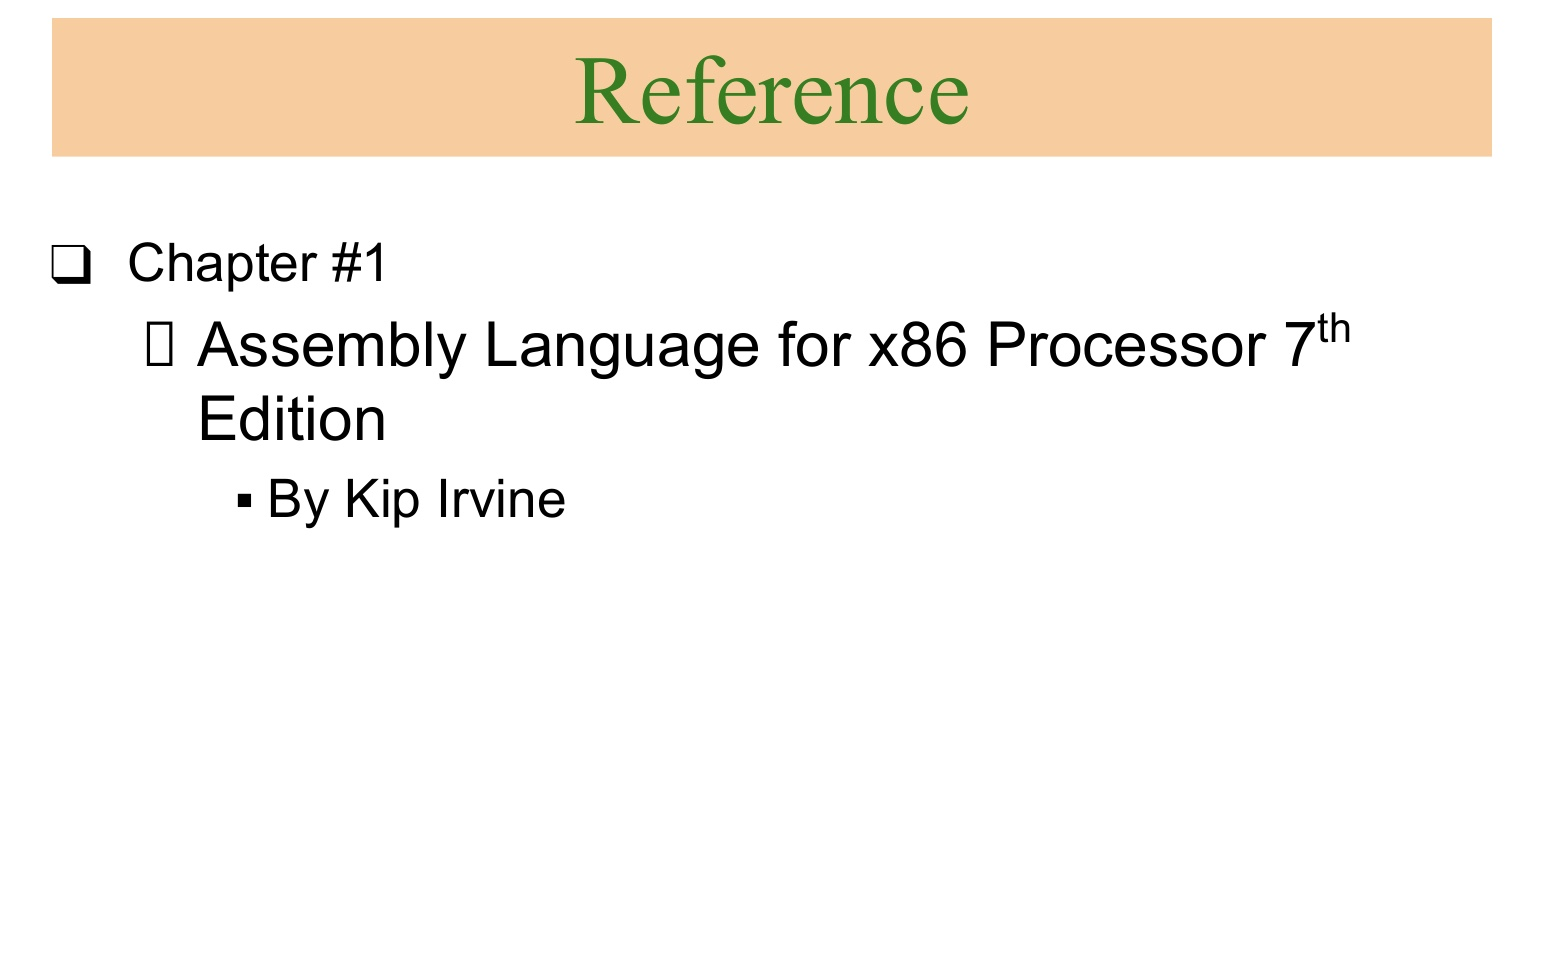 Reference
❑ Chapter #1
Assembly Language for x86 Processor 7th
Edition
▪ By Kip Irvine